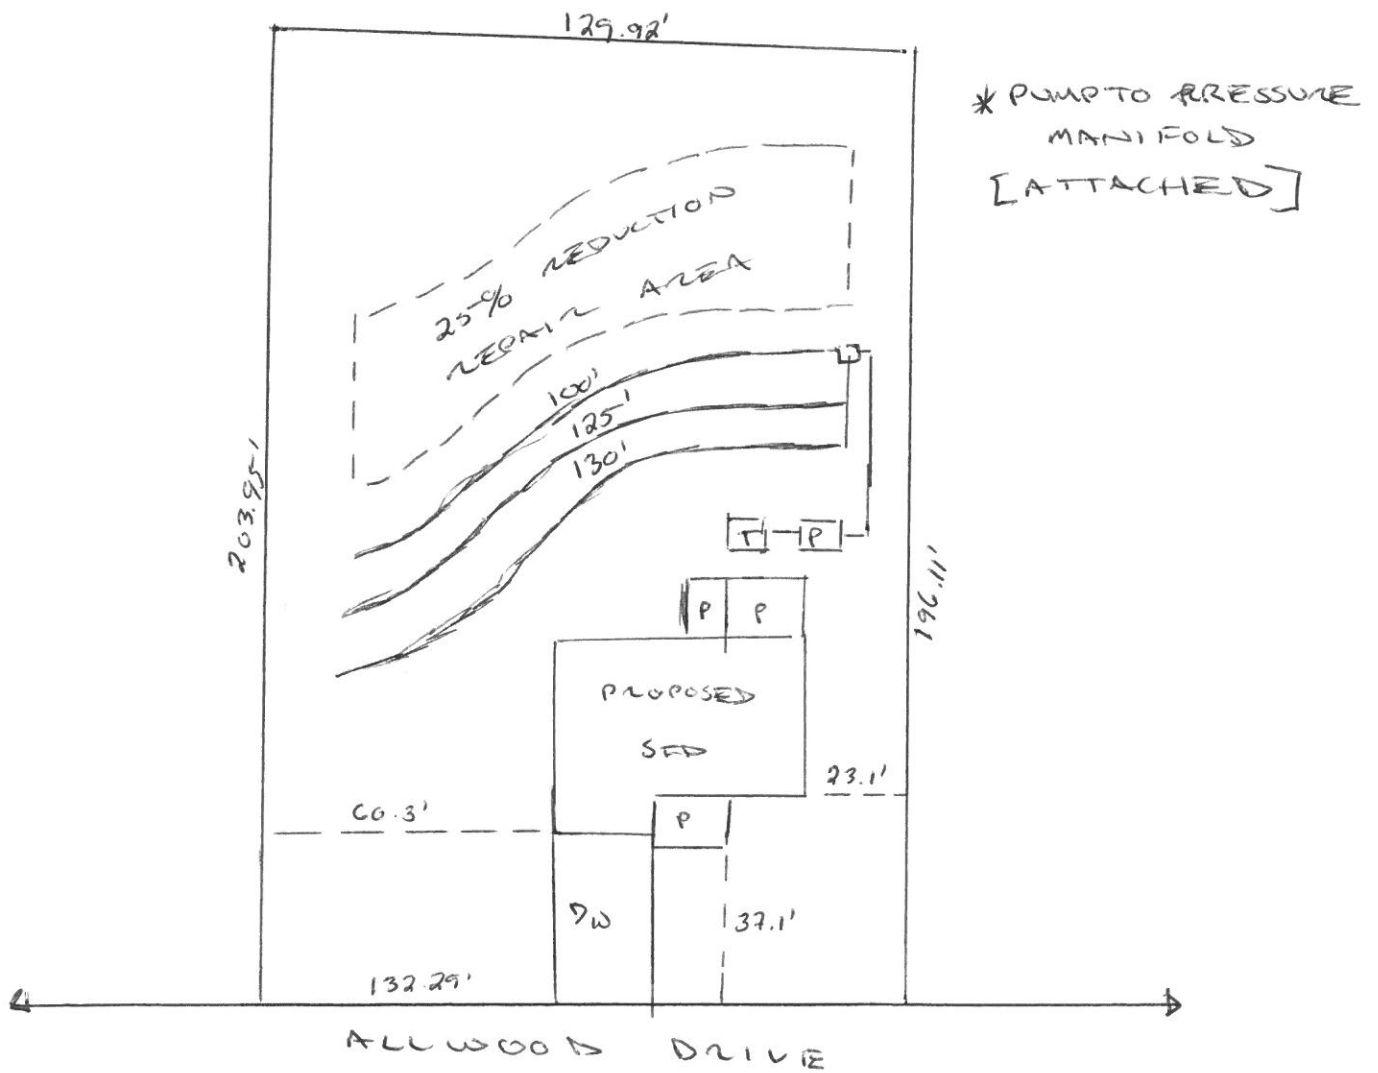 129.92'
* PUMP TO PRESSURE
MANIFOLD
[ATTACHED]
25% REDUCTION
REPAIR AREA
100'
125'
130'
203.95'
196.11'
T
P
P
P
PROPOSED
SFD
23.1'
60.3'
P
DW
37.1'
132.29'
ALLWOOD DRIVE